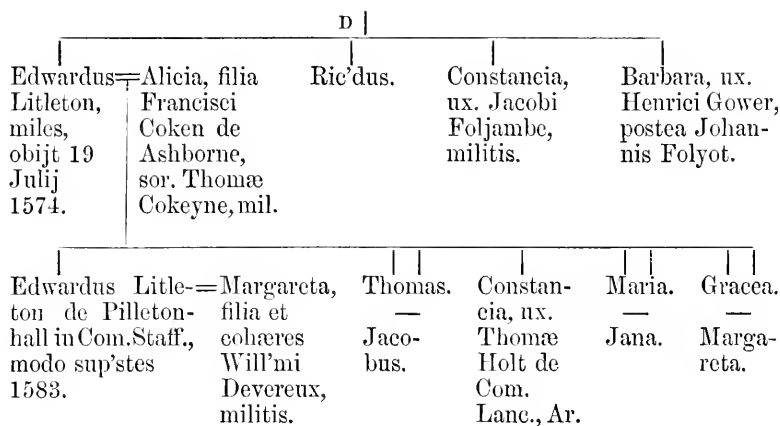 D
Edwardus=
Litleton,
miles,
obijt 19
Julij
1574.
Alicia, filia
Francisci
Coken de
Ashborne,
sor. Thomæ
Cokeyne, mil.
Ric'dus.
Constancia,
ux. Jacobi
Foljambe,
militis.
Barbara, ux.
Henrici Gower,
postea Johan-
nis Folyot.
Edwardus Litle-=
ton de Pilleton-
hall in Com. Staff.,
modo sup'stes
1583.
Margareta,
filia et
cohæres
Will'mi
Devereux,
militis.
Thomas.
—
Jaco-
bus.
Constan-
cia, ux.
Thomæ
Holt de
Com.
Lanc., Ar.
Maria.
—
Jana.
Gracea.
—
Marga-
reta.